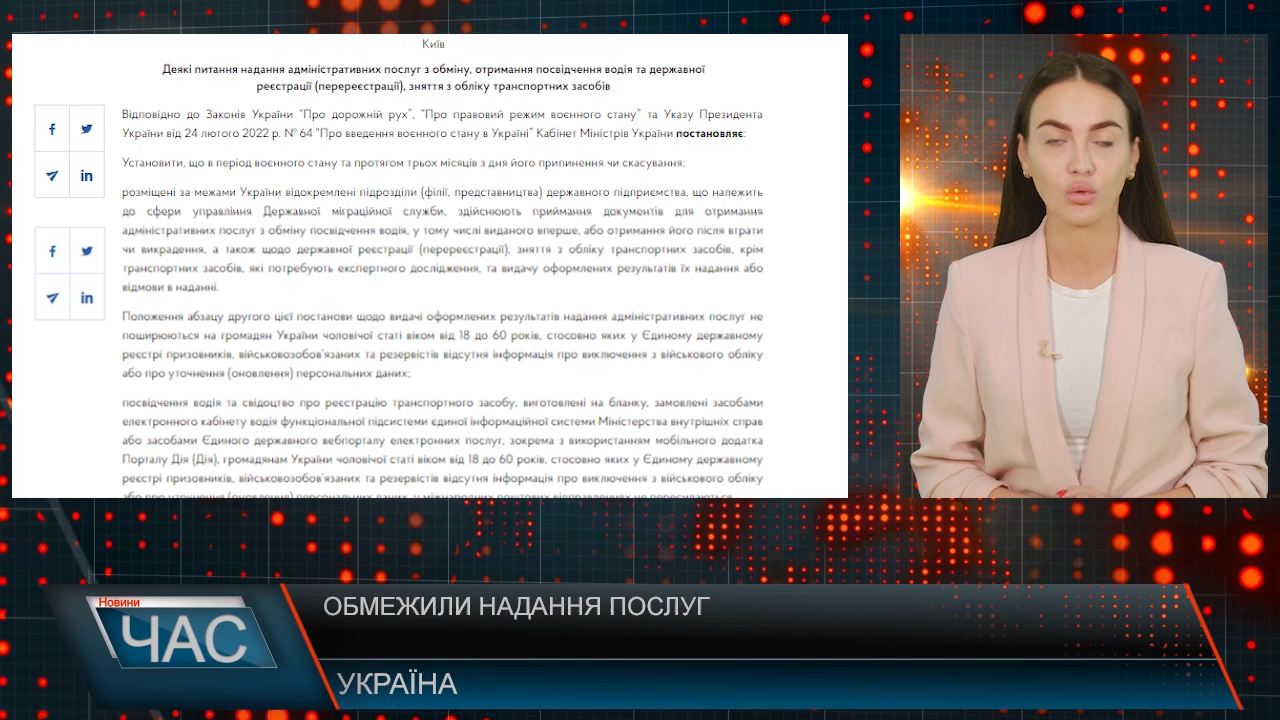 Київ
Деякі питання надання адміністративних послуг з обміну, отримання посвідчення водія та державної
реєстрації (перереєстрації), зняття з обліку транспортних засобів
Відповідно до Законів України “Про дорожній рух”, “Про правовий режим воєнного стану” та Указу Президента
України від 24 лютого 2022 р. № 64 “Про введення воєнного стану в Україні” Кабінет Міністрів України постановляє:
Установити, що в період воєнного стану та протягом трьох місяців з дня його припинення чи скасування:
розміщені за межами України відокремлені підрозділи (філії, представництва) державного підприємства, що належить
до сфери управління Державної міграційної служби, здійснюють приймання документів для отримання
адміністративних послуг з обміну посвідчення водія, у тому числі виданого вперше, або отримання його після втрати
чи викрадення, а також щодо державної реєстрації (перереєстрації), зняття з обліку транспортних засобів, крім
транспортних засобів, які потребують експертного дослідження, та видачу оформлених результатів їх надання або
відмови в наданні.
Положення абзацу другого цієї постанови щодо видачі оформлених результатів надання адміністративних послуг не
поширюються на громадян України чоловічої статі віком від 18 до 60 років, стосовно яких у Єдиному державному
реєстрі призовників, військовозобов’язаних та резервістів відсутня інформація про виключення з військового обліку
або про уточнення (оновлення) персональних даних;
посвідчення водія та свідоцтво про реєстрацію транспортного засобу, виготовлені на бланку, замовлені засобами
електронного кабінету водія функціональної підсистеми єдиної інформаційної системи Міністерства внутрішніх справ
або засобами Єдиного державного вебпорталу електронних послуг, зокрема з використанням мобільного додатка
Порталу Дія (Дія), громадянам України чоловічої статі віком від 18 до 60 років, стосовно яких у Єдиному державному
реєстрі призовників, військовозобов’язаних та резервістів відсутня інформація про виключення з військового обліку
або про уточнення (оновлення) персональних даних, у міжнародних поштових відправленнях не пересилаються
Новини
ЧАС
ОБМЕЖИЛИ НАДАННЯ ПОСЛУГ
УКРАЇНА